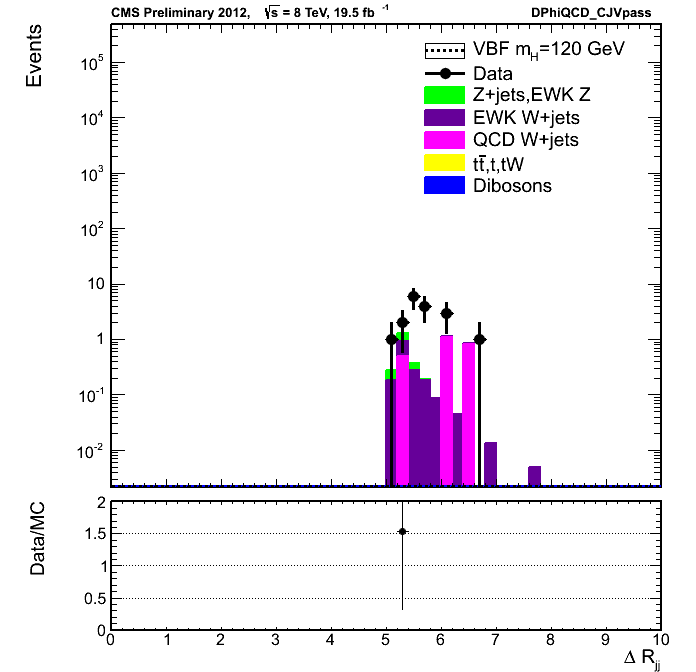 CMS Preliminary 2012, √s = 8 TeV, 19.5 fb⁻¹ DPhiQCD_CJVpass
Events
VBF m_H=120 GeV
Data
Z+jets,EWK Z
EWK W+jets
QCD W+jets
tt̄,t,tW
Dibosons
10⁵
10⁴
10³
10²
10
1
10⁻¹
10⁻²
Data/MC
2
1.5
1
0.5
0
0 1 2 3 4 5 6 7 8 9 10
Δ R_jj